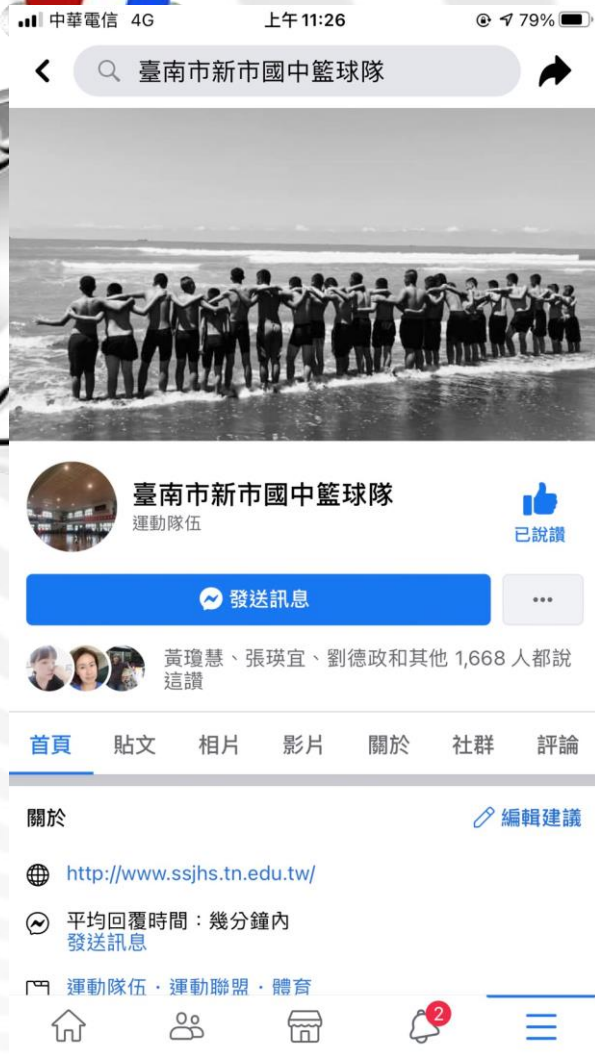 中華電信 4G 上午11:26 79%
臺南市新市國中籃球隊
臺南市新市國中籃球隊
運動隊伍
已說讚
發送訊息
黃瓊慧、張瑛宜、劉德政和其他 1,668 人都說
這讚
首頁 貼文 相片 影片 關於 社群 評論
關於 編輯建議
http://www.ssjhs.tn.edu.tw/
平均回覆時間：幾分鐘內
發送訊息
運動隊伍 · 運動聯盟 · 體育
2